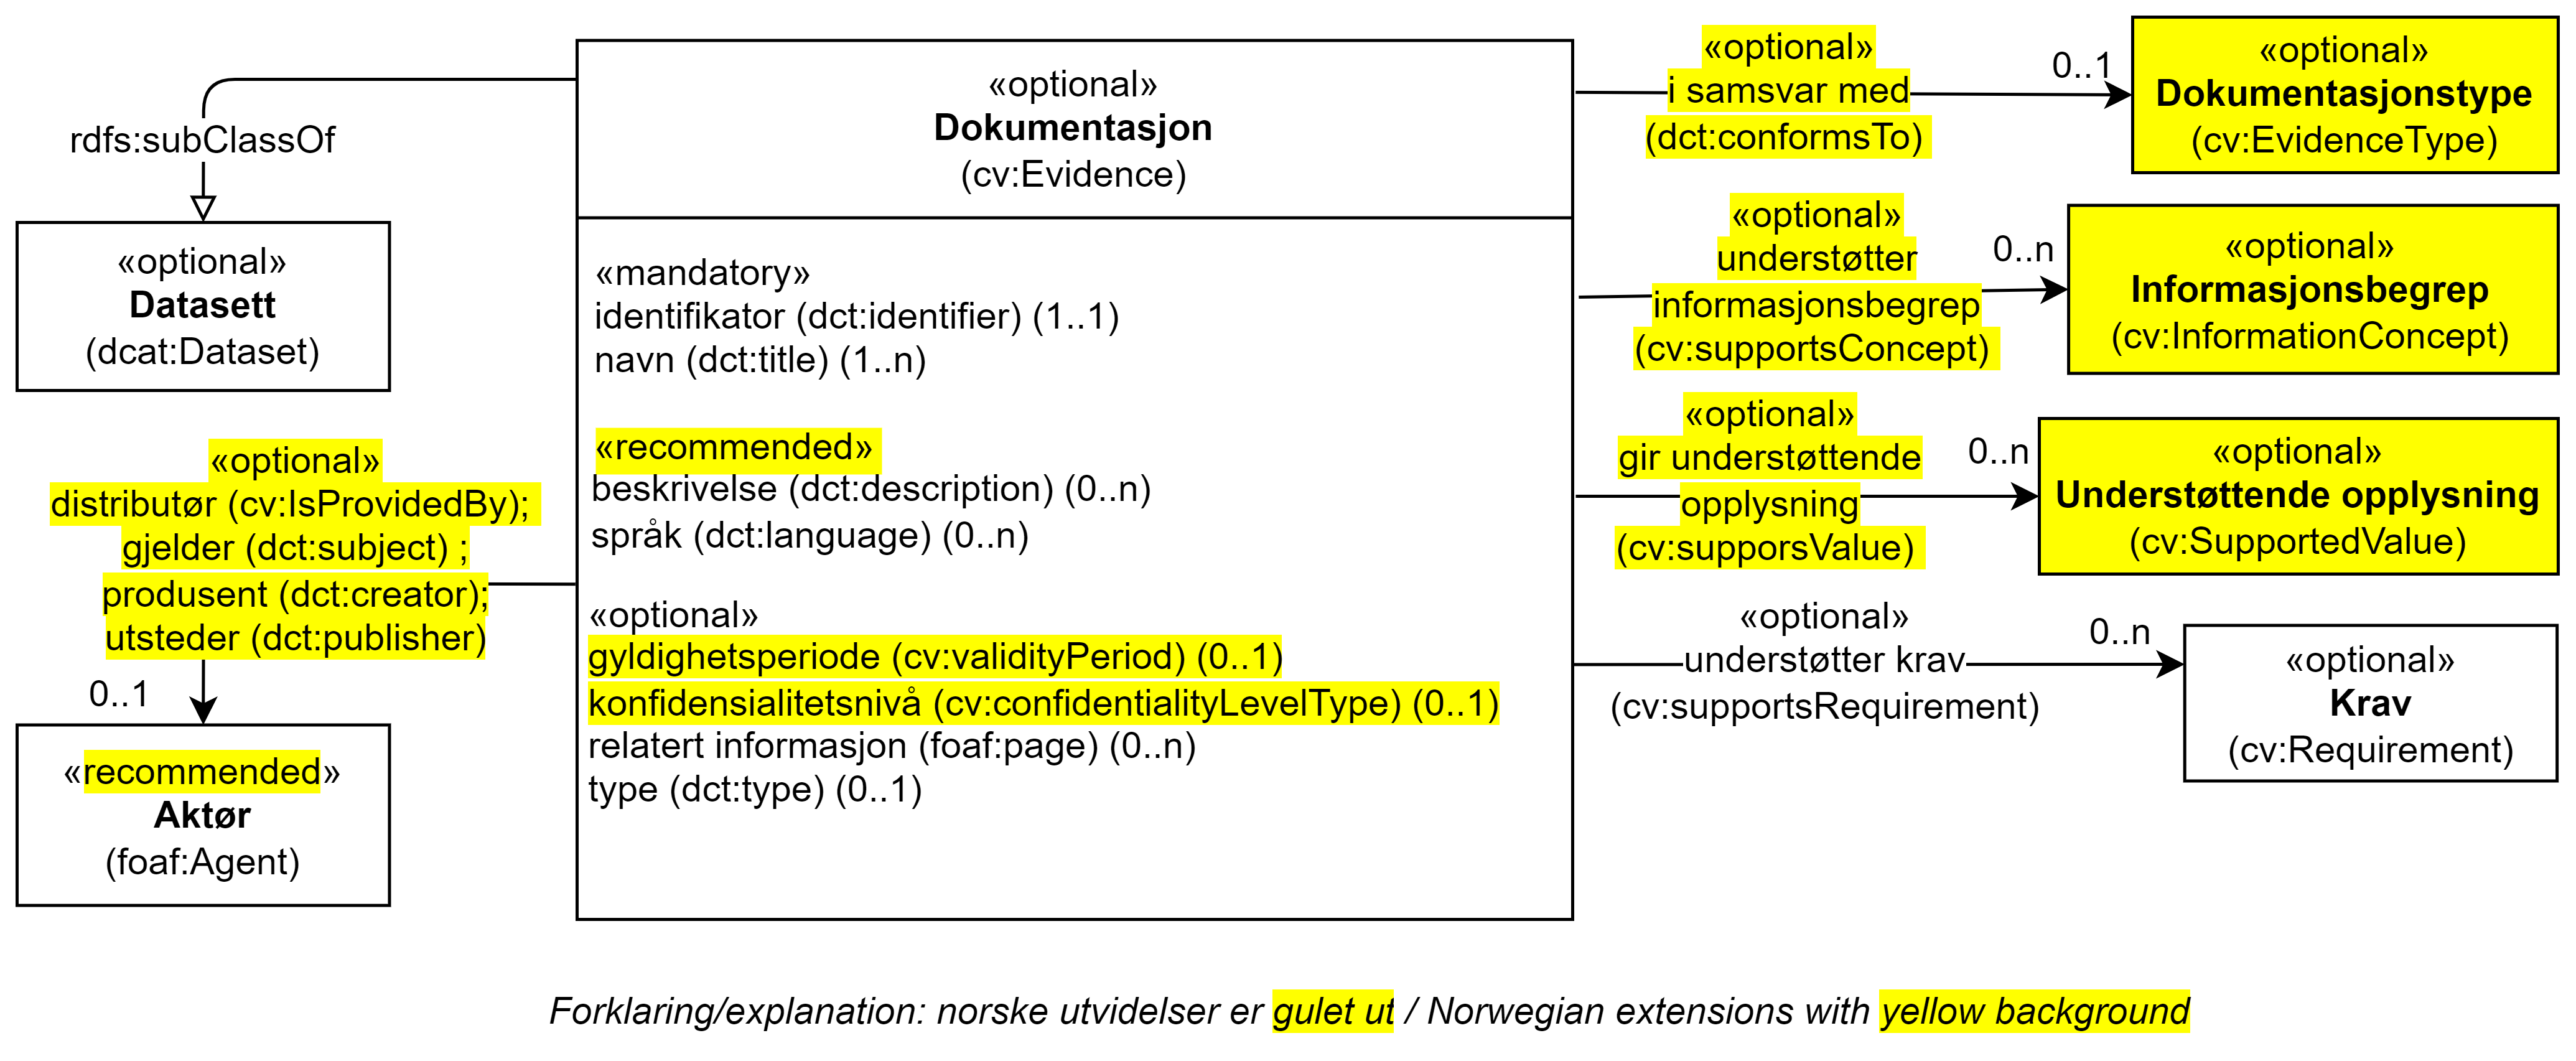 rdfs:subClassOf
«optional»
Datasett
(dcat:Dataset)
«optional»
distributør (cv:IsProvidedBy);
gjelder (dct:subject) ;
produsent (dct:creator);
utsteder (dct:publisher)
0..1
«recommended»
Aktør
(foaf:Agent)
«optional»
Dokumentasjon
(cv:Evidence)
«mandatory»
identifikator (dct:identifier) (1..1)
navn (dct:title) (1..n)
«recommended»
beskrivelse (dct:description) (0..n)
språk (dct:language) (0..n)
«optional»
gyldighetsperiode (cv:validityPeriod) (0..1)
konfidensialitetsnivå (cv:confidentialityLevelType) (0..1)
relatert informasjon (foaf:page) (0..n)
type (dct:type) (0..1)
«optional»
i samsvar med
(dct:conformsTo)
0..1
«optional»
Dokumentasjonstype
(cv:EvidenceType)
«optional»
understøtter
informasjonsbegrep
(cv:supportsConcept)
0..n
«optional»
Informasjonsbegrep
(cv:InformationConcept)
«optional»
gir understøttende
opplysning
(cv:supporsValue)
0..n
«optional»
Understøttende opplysning
(cv:SupportedValue)
«optional»
understøtter krav
(cv:supportsRequirement)
0..n
«optional»
Krav
(cv:Requirement)
Forklaring/explanation: norske utvidelser er gulet ut / Norwegian extensions with yellow background